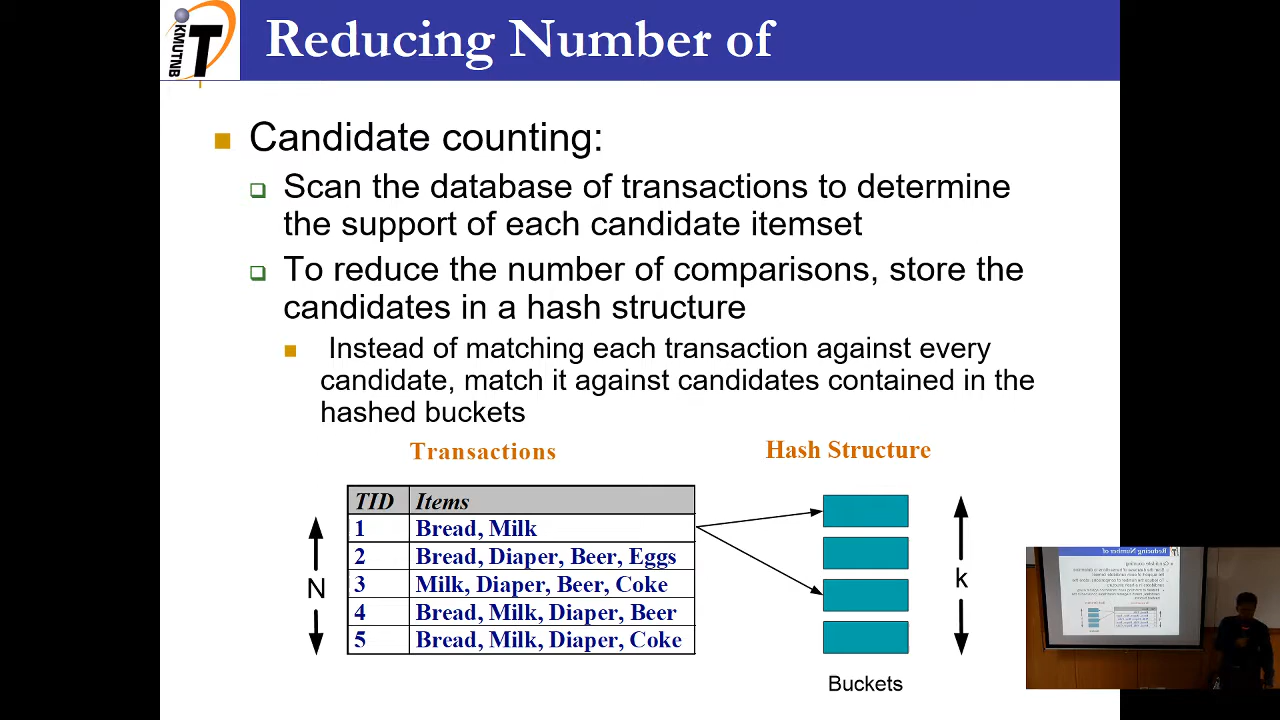 KMUTNB
T
Reducing Number of
Candidate counting:
Scan the database of transactions to determine
the support of each candidate itemset
To reduce the number of comparisons, store the
candidates in a hash structure
Instead of matching each transaction against every
candidate, match it against candidates contained in the
hashed buckets
Transactions
Hash Structure
TID Items
1 Bread, Milk
2 Bread, Diaper, Beer, Eggs
3 Milk, Diaper, Beer, Coke
4 Bread, Milk, Diaper, Beer
5 Bread, Milk, Diaper, Coke
N
k
Buckets
Reducing Number of